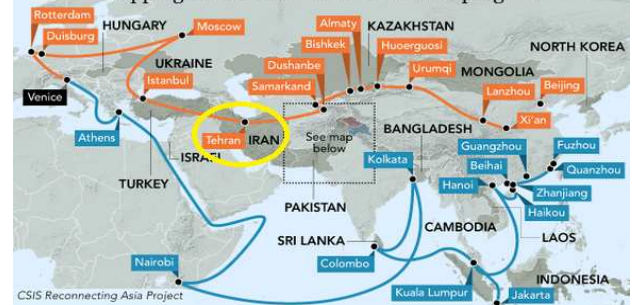 Rotterdam
Duisburg
HUNGARY
Moscow
UKRAINE
Almaty
Bishkek
KAZAKHSTAN
Huoerguosi
NORTH KOREA
Dushanbe
Urumqi
MONGOLIA
Istanbul
Samarkand
Lanzhou
Beijing
Venice
Xi'an
Athens
Tehran
IRAN
See map
below
BANGLADESH
ISRAEL
Kolkata
Guangzhou
Fuzhou
Beihai
Quanzhou
TURKEY
Hanoi
Zhanjiang
Haikou
PAKISTAN
CAMBODIA
LAOS
SRI LANKA
Nairobi
Colombo
INDONESIA
Kuala Lumpur
Jakarta
CSIS Reconnecting Asia Project